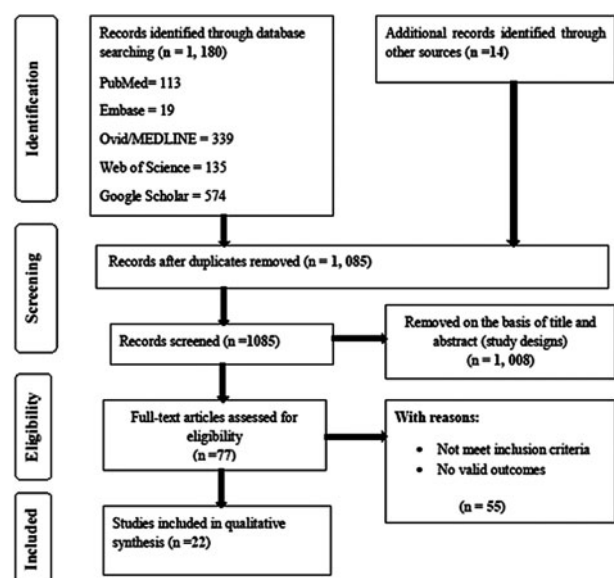 Identification
Records identified through database
searching (n = 1, 180)
PubMed= 113
Embase = 19
Ovid/MEDLINE = 339
Web of Science = 135
Google Scholar = 574
Additional records identified through
other sources (n =14)
Screening
Records after duplicates removed (n = 1, 085)
Records screened (n =1085)
Removed on the basis of title and
abstract (study designs)
(n = 1, 008)
Eligibility
Full-text articles assessed for
eligibility
(n =77)
With reasons:
• Not meet inclusion criteria
• No valid outcomes
(n = 55)
Included
Studies included in qualitative
synthesis (n =22)